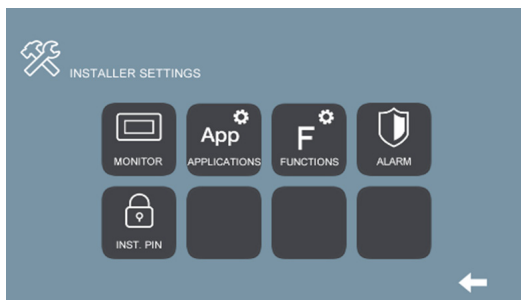 INSTALLER SETTINGS
App
F
MONITOR
APPLICATIONS
FUNCTIONS
ALARM
INST. PIN